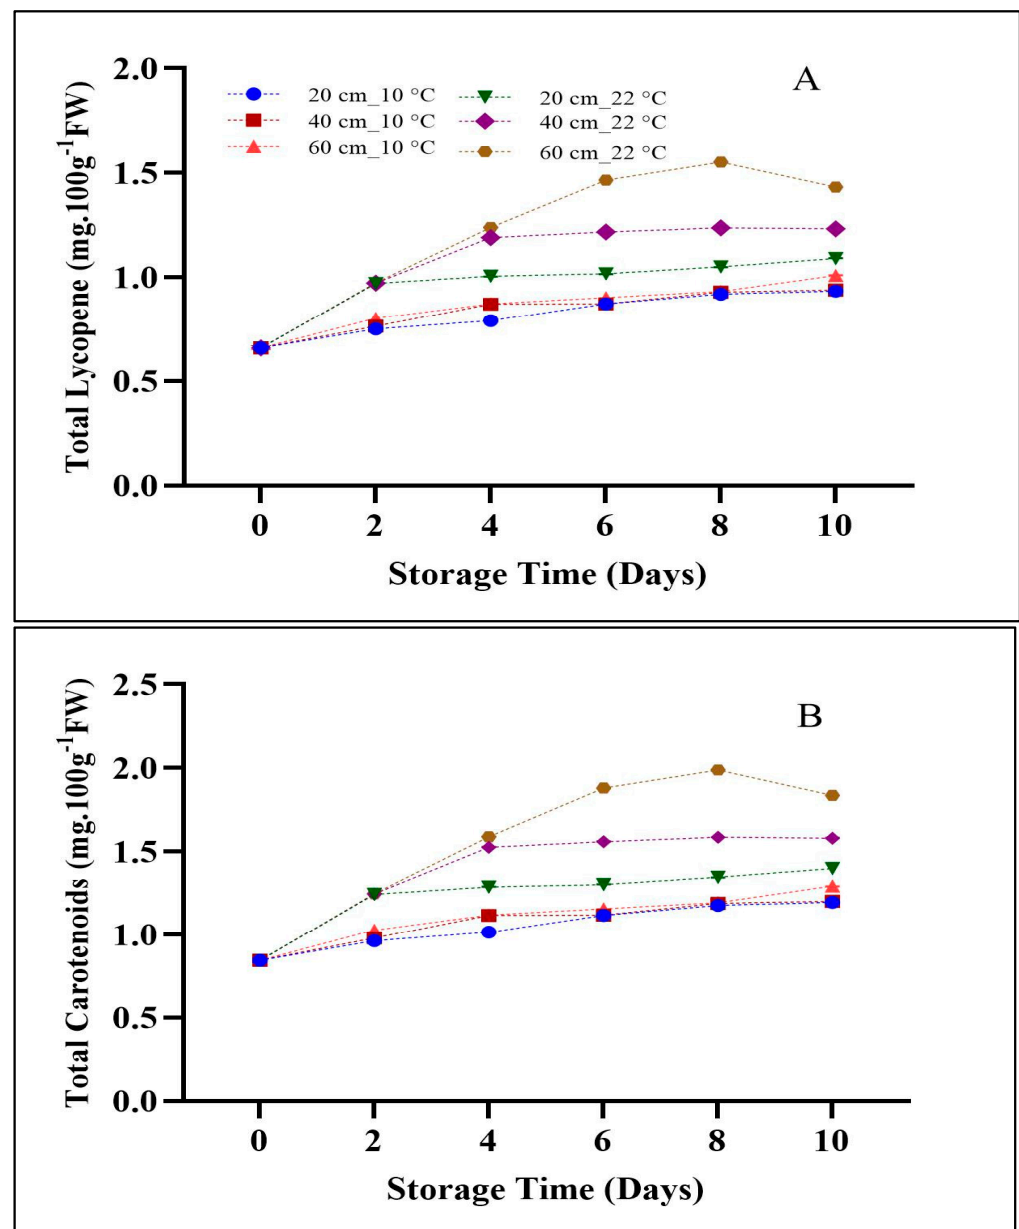 A
20 cm_10 °C
40 cm_10 °C
60 cm_10 °C
20 cm_22 °C
40 cm_22 °C
60 cm_22 °C
Total Lycopene (mg.100g⁻¹FW)
2.0
1.5
1.0
0.5
0.0
0 2 4 6 8 10
Storage Time (Days)
B
Total Carotenoids (mg.100g⁻¹FW)
2.5
2.0
1.5
1.0
0.5
0.0
0 2 4 6 8 10
Storage Time (Days)